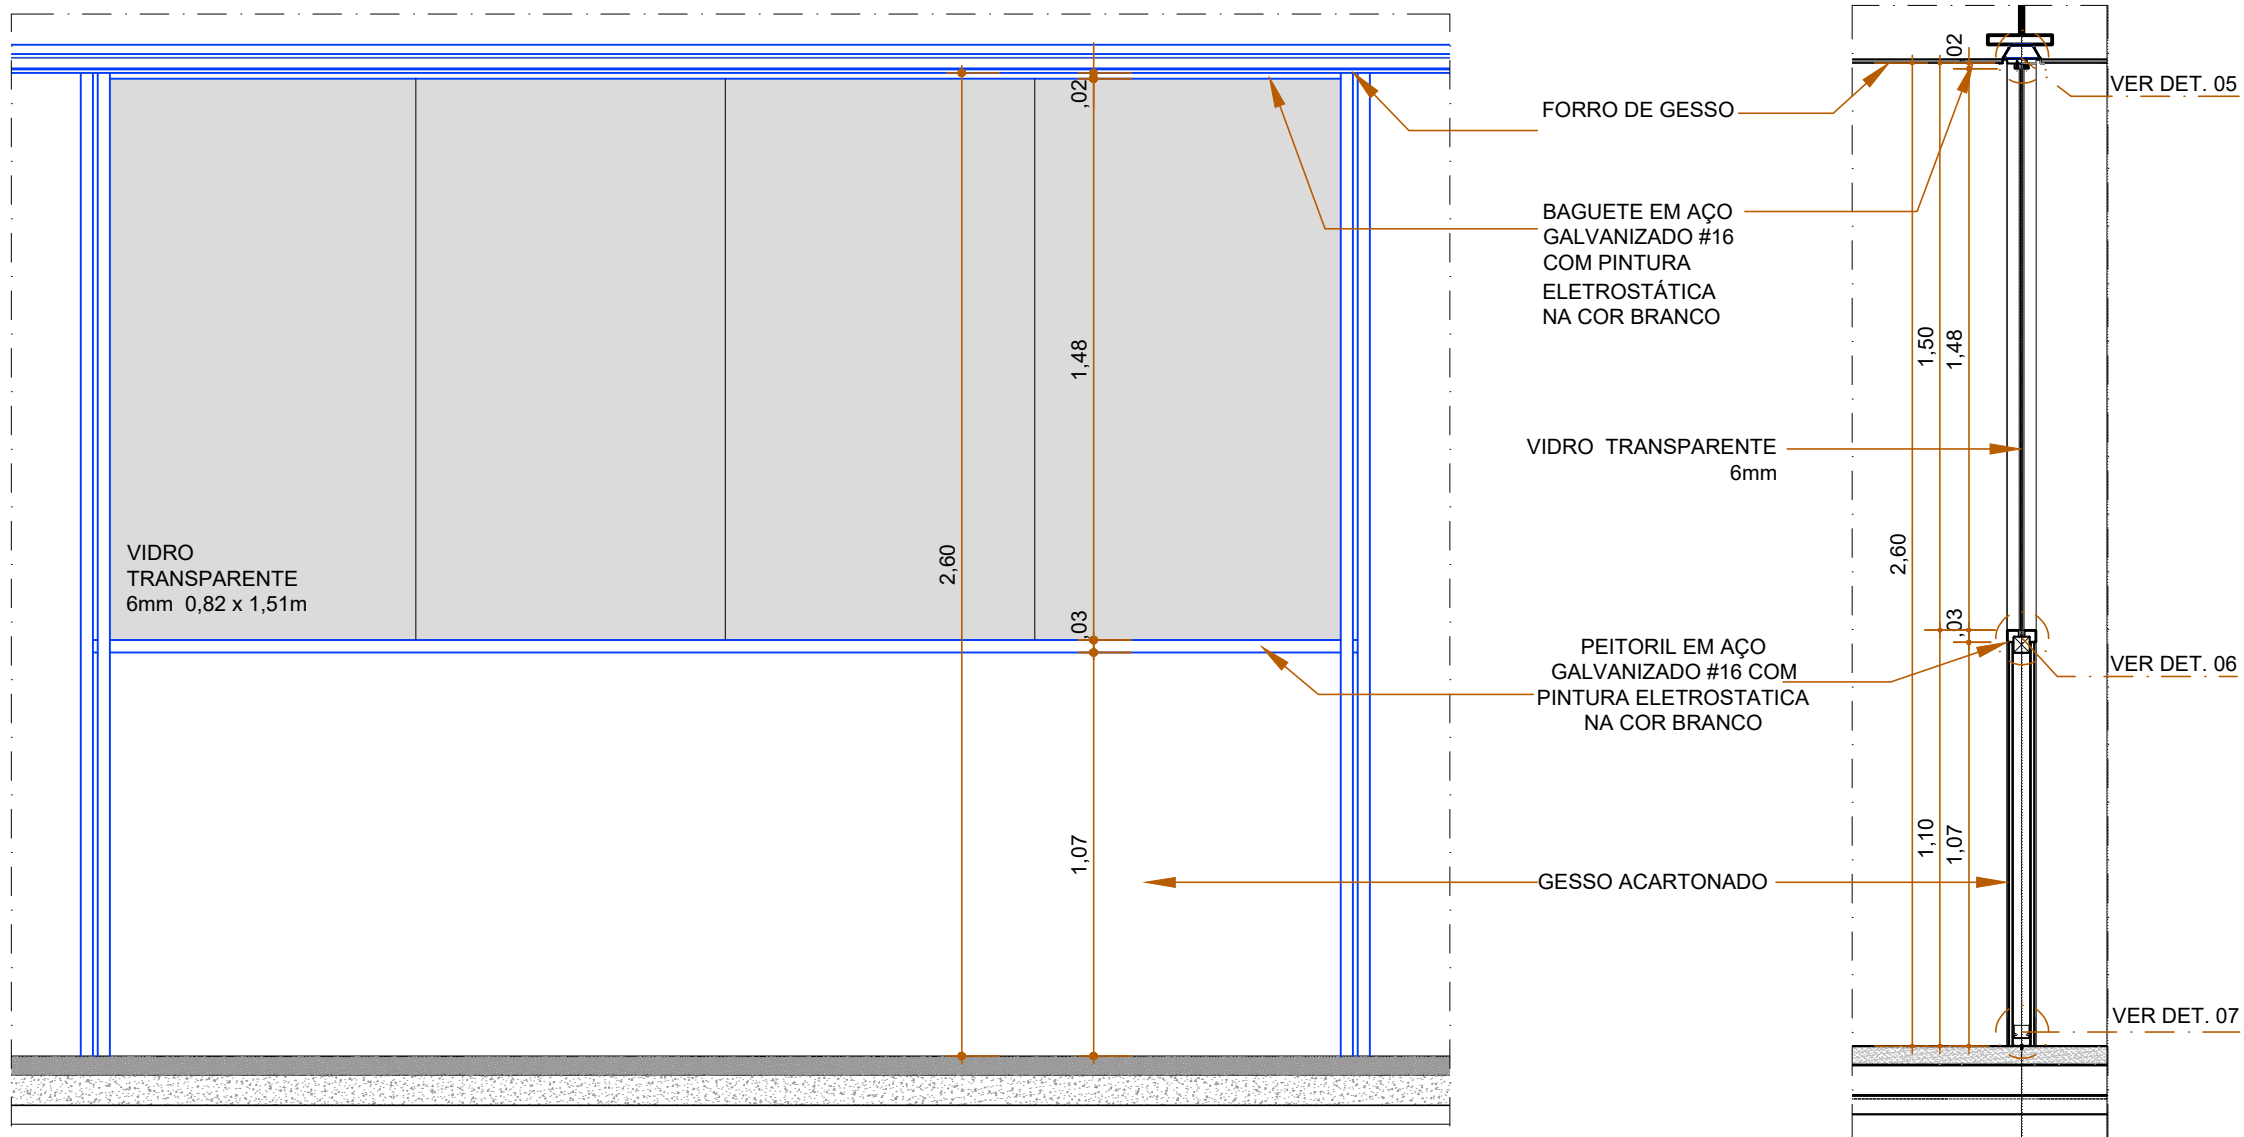 ,02
1,48
2,60
,03
1,07
VIDRO
TRANSPARENTE
6mm 0,82 x 1,51m
FORRO DE GESSO
BAGUETE EM AÇO
GALVANIZADO #16
COM PINTURA
ELETROSTÁTICA
NA COR BRANCO
VIDRO TRANSPARENTE
6mm
PEITORIL EM AÇO
GALVANIZADO #16 COM
PINTURA ELETROSTATICA
NA COR BRANCO
GESSO ACARTONADO
,02
1,50
1,48
2,60
,03
1,10
1,07
VER DET. 05
VER DET. 06
VER DET. 07